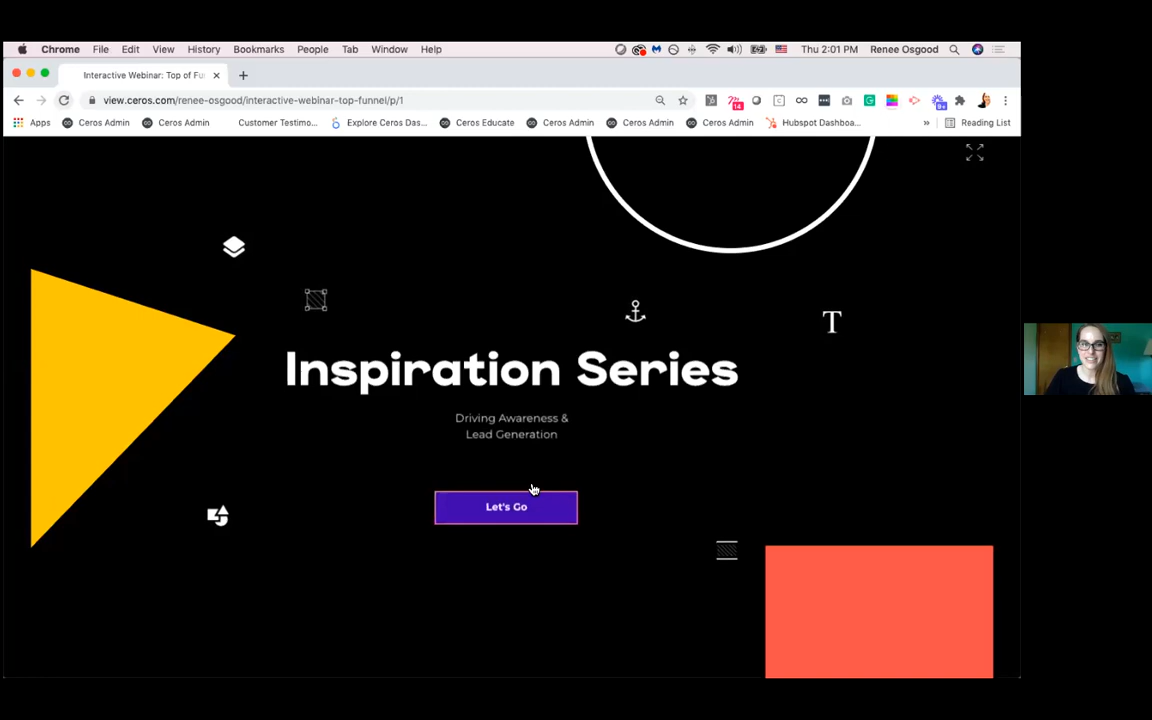 Chrome File Edit View History Bookmarks People Tab Window Help Thu 2:01 PM Renee Osgood
Interactive Webinar: Top of Fu
view.ceros.com/renee-osgood/interactive-webinar-top-funnel/p/1
Apps Ceros Admin Ceros Admin Customer Testimo... Explore Ceros Das... Ceros Educate Ceros Admin Ceros Admin Ceros Admin Hubspot Dashboa... » Reading List
T
Inspiration Series
Driving Awareness &
Lead Generation
Let's Go